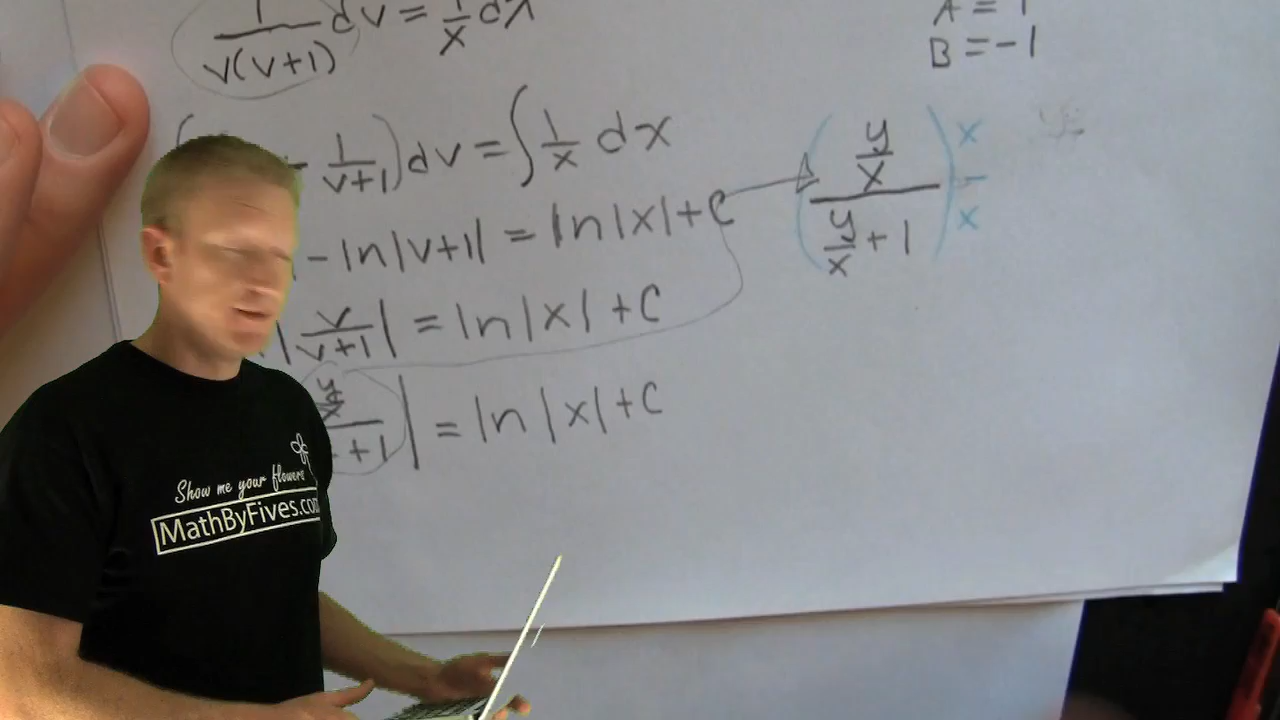 1/(v(v+1)) dv = 1/x dx
A = 1
B = -1
- 1/(v+1)) dv = ∫ 1/x dx
- ln|v+1| = ln|x| + C
|v/(v+1)| = ln|x| + C
+ 1| = ln|x| + C
((y/x)/(y/x + 1)) x/x
Show me your flowers
MathByFives.com